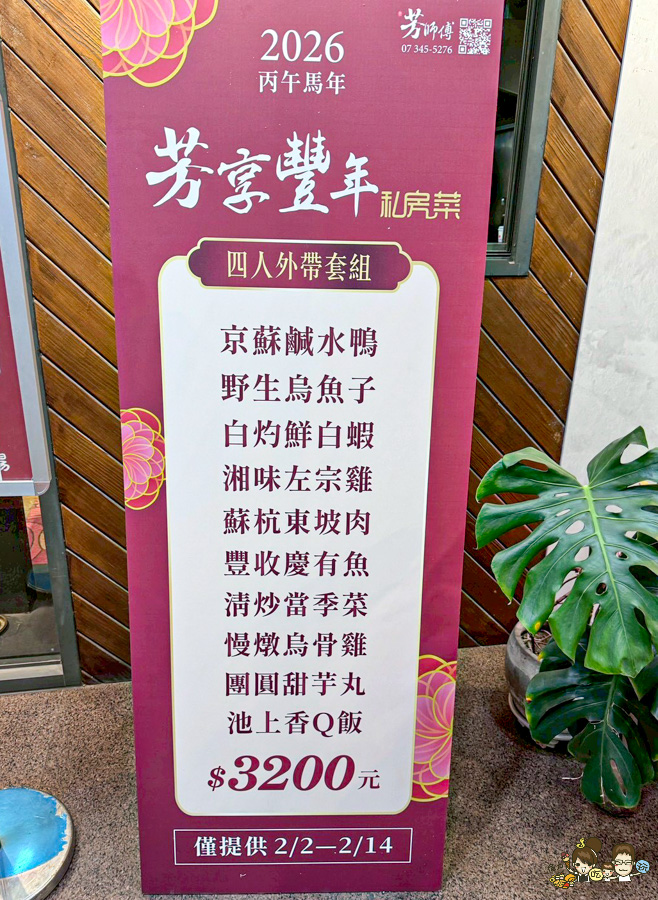 芳師傅
07 345-5276
2026
丙午馬年
芳享豐年
私房菜
四人外帶套組
京蘇鹹水鴨
野生烏魚子
白灼鮮白蝦
湘味左宗雞
蘇杭東坡肉
豐收慶有魚
清炒當季菜
慢燉烏骨雞
團圓甜芋丸
池上香Q飯
$3200元
僅提供 2/2—2/14